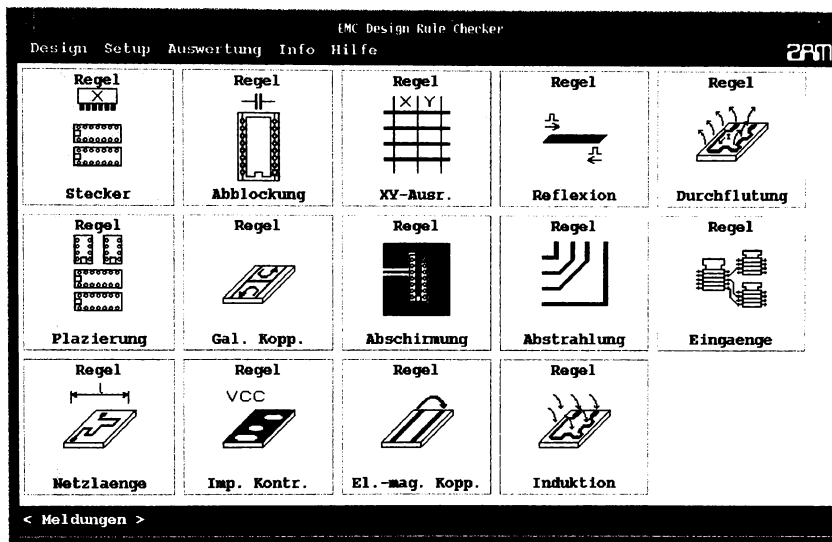 EMC Design Rule Checker
Design Setup Auswertung Info Hilfe
Regel Regel Regel Regel Regel
X X Y
Stecker Abblockung XY-Ausr. Reflexion Durchflutung
Regel Regel Regel Regel Regel
Plazierung Gal. Kopp. Abschirmung Abstrahlung Eingaenge
Regel Regel Regel Regel
l VCC
Netzlaenge Imp. Kontr. El.-mag. Kopp. Induktion
< Meldungen >